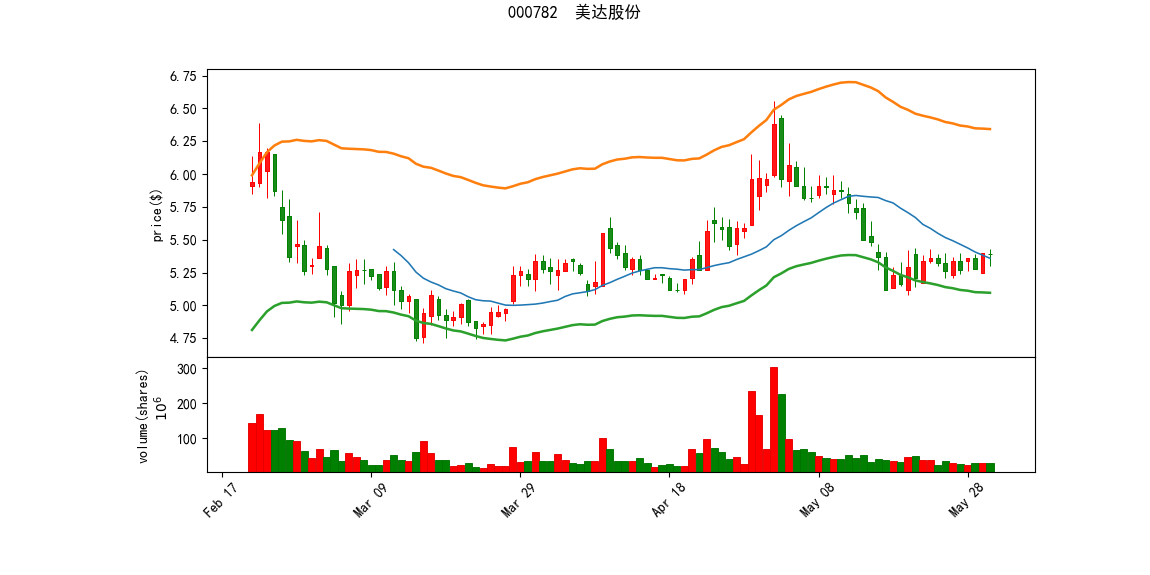 000782  美达股份
6.75
6.50
6.25
6.00
5.75
5.50
5.25
5.00
4.75
price($)
300
200
100
volume(shares)
10^6
Feb 17
Mar 09
Mar 29
Apr 18
May 08
May 28